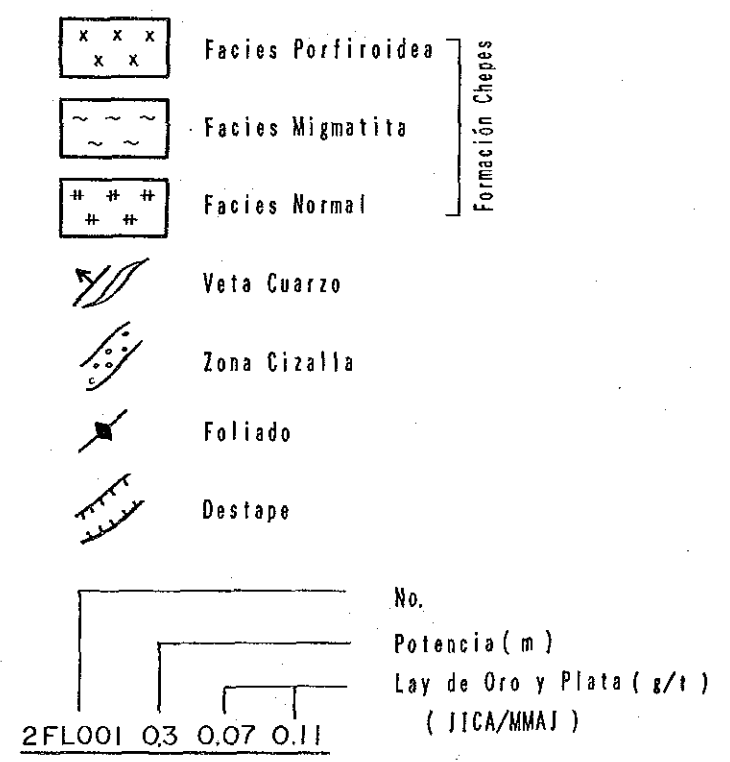 Facies Porfiroidea
Facies Migmatita
Facies Normal
Formación Chepes
Veta Cuarzo
Zona Cizalla
Foliado
Destape
No.
Potencia(m)
Lay de Oro y Plata(g/t)
(JICA/MMAJ)
2FL001 0.3 0.07 0.11